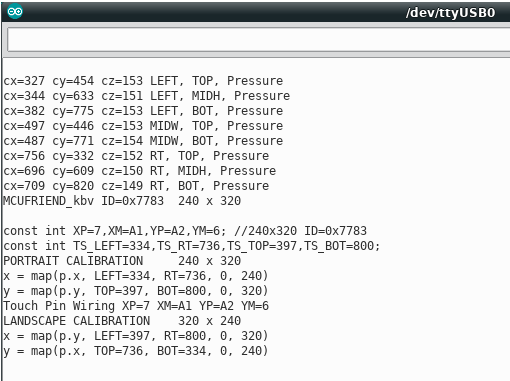 /dev/ttyUSB0
cx=327 cy=454 cz=153 LEFT, TOP, Pressure
cx=344 cy=633 cz=151 LEFT, MIDH, Pressure
cx=382 cy=775 cz=153 LEFT, BOT, Pressure
cx=497 cy=446 cz=153 MIDW, TOP, Pressure
cx=487 cy=771 cz=154 MIDW, BOT, Pressure
cx=756 cy=332 cz=152 RT, TOP, Pressure
cx=696 cy=609 cz=150 RT, MIDH, Pressure
cx=709 cy=820 cz=149 RT, BOT, Pressure
MCUFRIEND_kbv ID=0x7783  240 x 320
const int XP=7,XM=A1,YP=A2,YM=6; //240x320 ID=0x7783
const int TS_LEFT=334,TS_RT=736,TS_TOP=397,TS_BOT=800;
PORTRAIT CALIBRATION     240 x 320
x = map(p.x, LEFT=334, RT=736, 0, 240)
y = map(p.y, TOP=397, BOT=800, 0, 320)
Touch Pin Wiring XP=7 XM=A1 YP=A2 YM=6
LANDSCAPE CALIBRATION    320 x 240
x = map(p.y, LEFT=397, RT=800, 0, 320)
y = map(p.x, TOP=736, BOT=334, 0, 240)